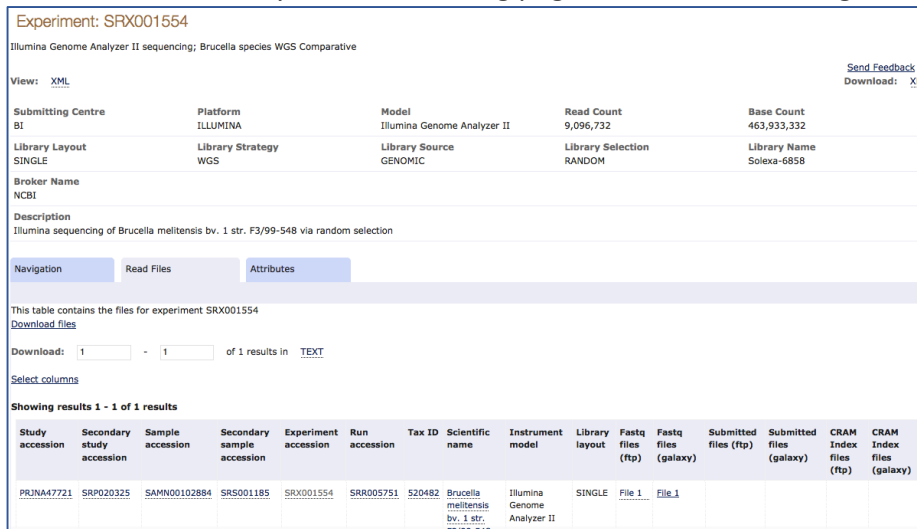 Experiment: SRX001554
Illumina Genome Analyzer II sequencing; Brucella species WGS Comparative
Send Feedback
View: XML Download:
Submitting Centre Platform Model Read Count Base Count
BI ILLUMINA Illumina Genome Analyzer II 9,096,732 463,933,332
Library Layout Library Strategy Library Source Library Selection Library Name
SINGLE WGS GENOMIC RANDOM Solexa-6858
Broker Name
NCBI
Description
Illumina sequencing of Brucella melitensis bv. 1 str. F3/99-548 via random selection
Navigation Read Files Attributes
This table contains the files for experiment SRX001554
Download files
Download: 1 - 1 of 1 results in TEXT
Select columns
Showing results 1 - 1 of 1 results
Study Secondary Sample Secondary Experiment Run Tax ID Scientific Instrument Library Fastq Fastq Submitted Submitted CRAM CRAM
accession study accession sample accession accession name model layout files files files (ftp) files Index Index
accession accession (ftp) (galaxy) (galaxy) files files
(ftp) (galaxy)
PRJNA47721 SRP020325 SAMN00102884 SRS001185 SRX001554 SRR005751 520482 Brucella Illumina SINGLE File 1 File 1
melitensis Genome
bv. 1 str. Analyzer II